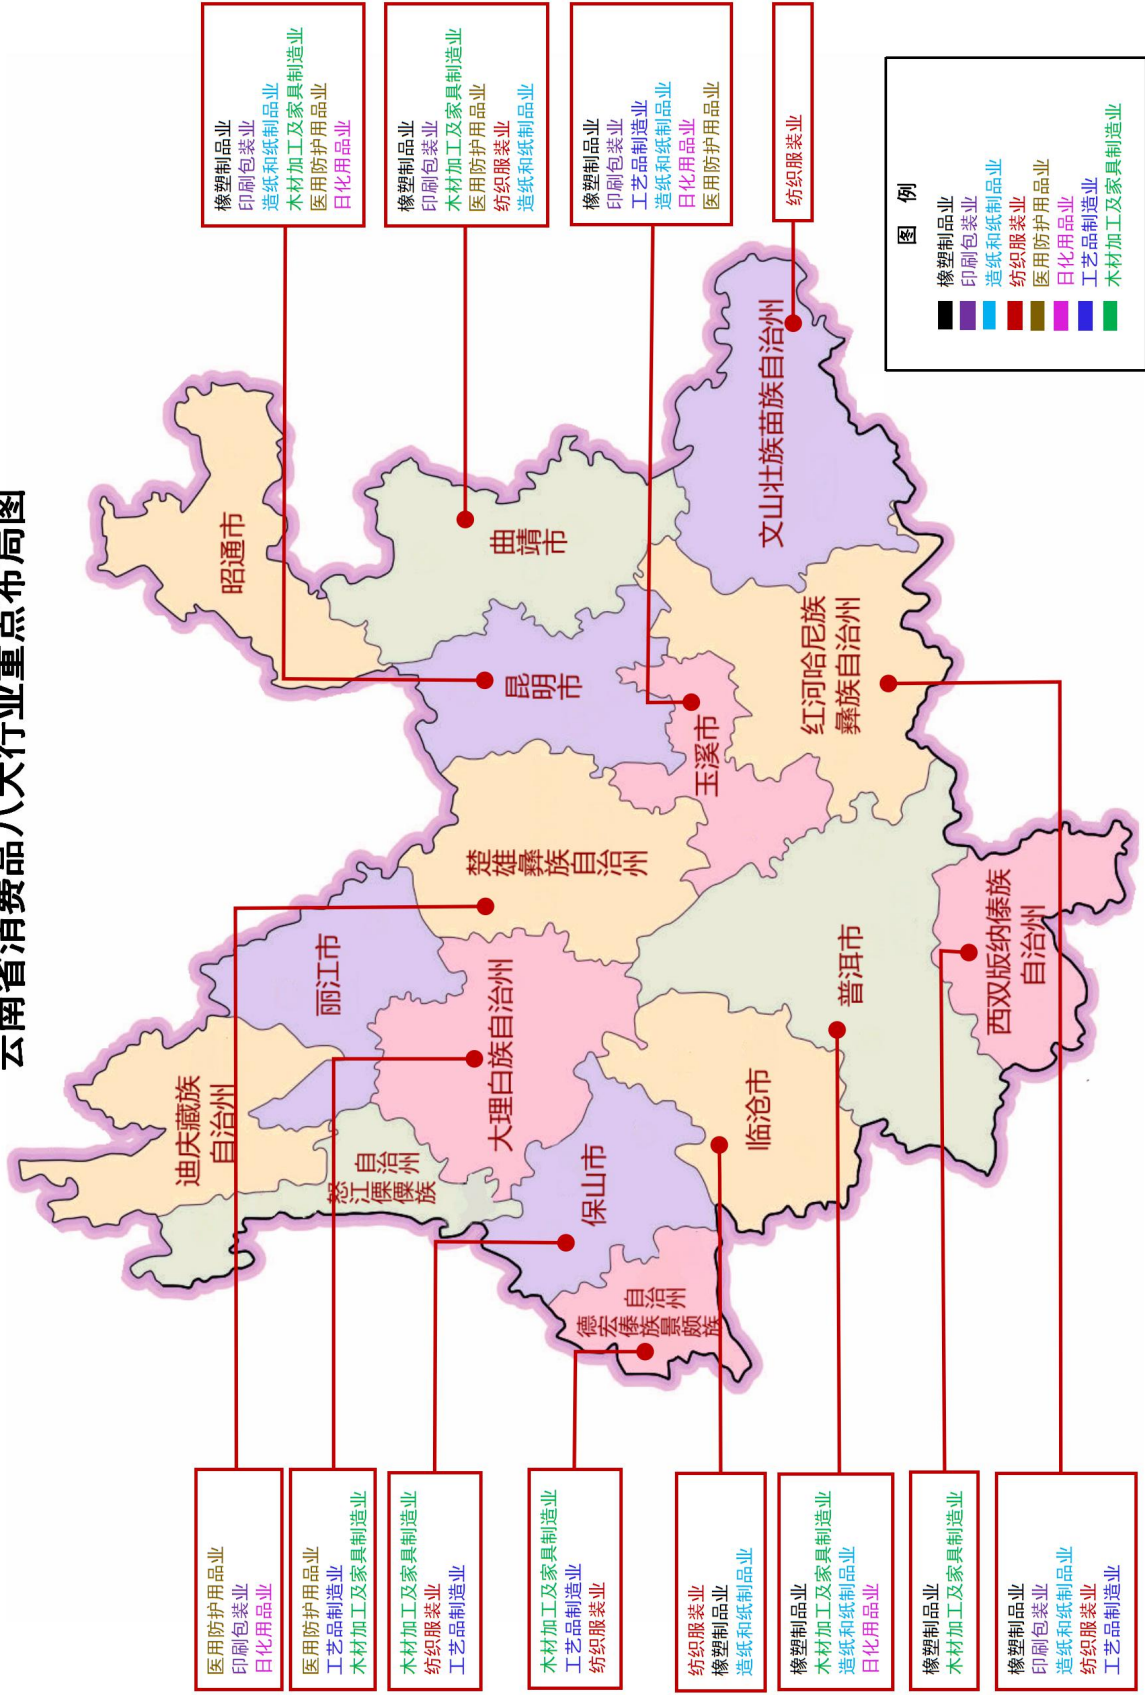 云南省消费品八大行业重点布局图
医用防护用品业
印刷包装业
日化用品业
医用防护用品业
工艺品制造业
木材加工及家具制造业
木材加工及家具制造业
纺织服装业
工艺品制造业
木材加工及家具制造业
工艺品制造业
纺织服装业
纺织服装业
橡塑制品业
造纸和纸制品业
橡塑制品业
木材加工及家具制造业
造纸和纸制品业
日化用品业
橡塑制品业
木材加工及家具制造业
橡塑制品业
印刷包装业
造纸和纸制品业
纺织服装业
工艺品制造业
迪庆藏族
自治州
怒江傈僳族
自治州
丽江市
大理白族自治州
保山市
德宏傣族景颇族
自治州
临沧市
普洱市
西双版纳傣族
自治州
楚雄彝族自治州
昆明市
玉溪市
红河哈尼族
彝族自治州
昭通市
曲靖市
文山壮族苗族自治州
橡塑制品业
印刷包装业
造纸和纸制品业
木材加工及家具制造业
医用防护用品业
日化用品业
橡塑制品业
印刷包装业
木材加工及家具制造业
医用防护用品业
纺织服装业
造纸和纸制品业
橡塑制品业
印刷包装业
工艺品制造业
造纸和纸制品业
日化用品业
医用防护用品业
纺织服装业
图 例
橡塑制品业
印刷包装业
造纸和纸制品业
纺织服装业
医用防护用品业
日化用品业
工艺品制造业
木材加工及家具制造业